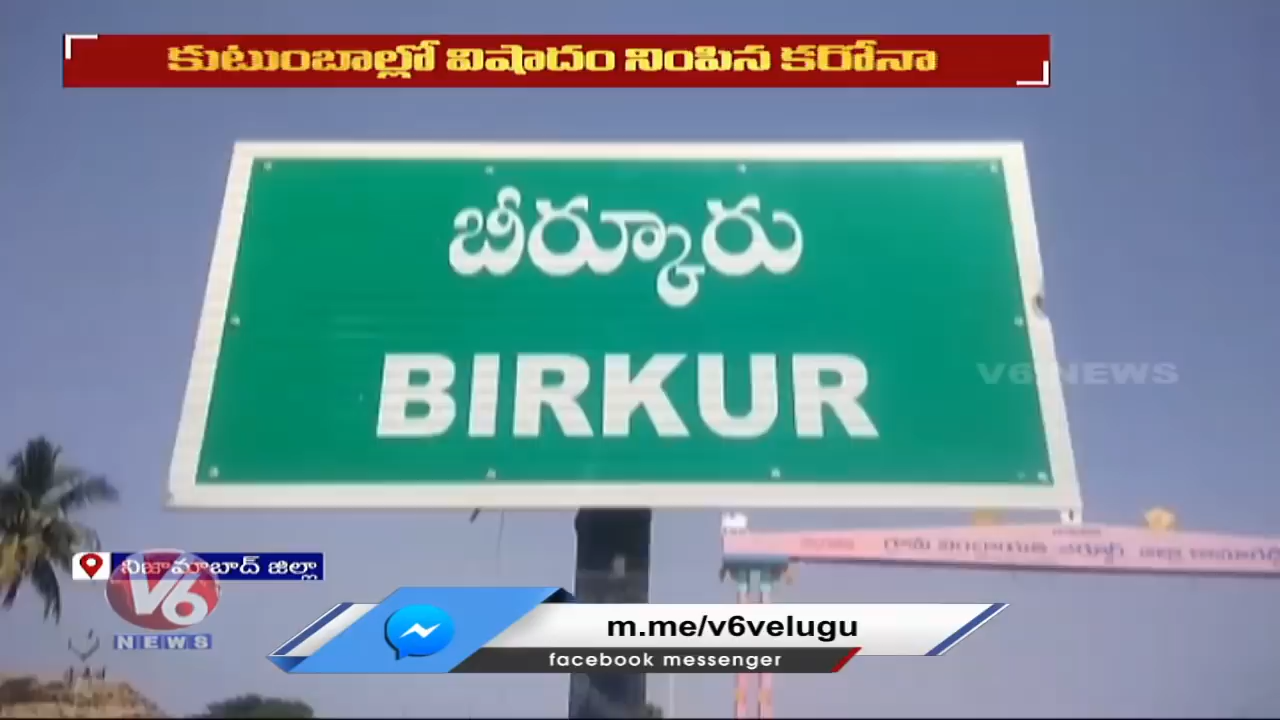 కుటుంబాల్లో విషాదం నింపిన కరోనా
బీర్కూరు
BIRKUR
V6 NEWS
నిజామాబాద్ జిల్లా
V6
NEWS
m.me/v6velugu
facebook messenger